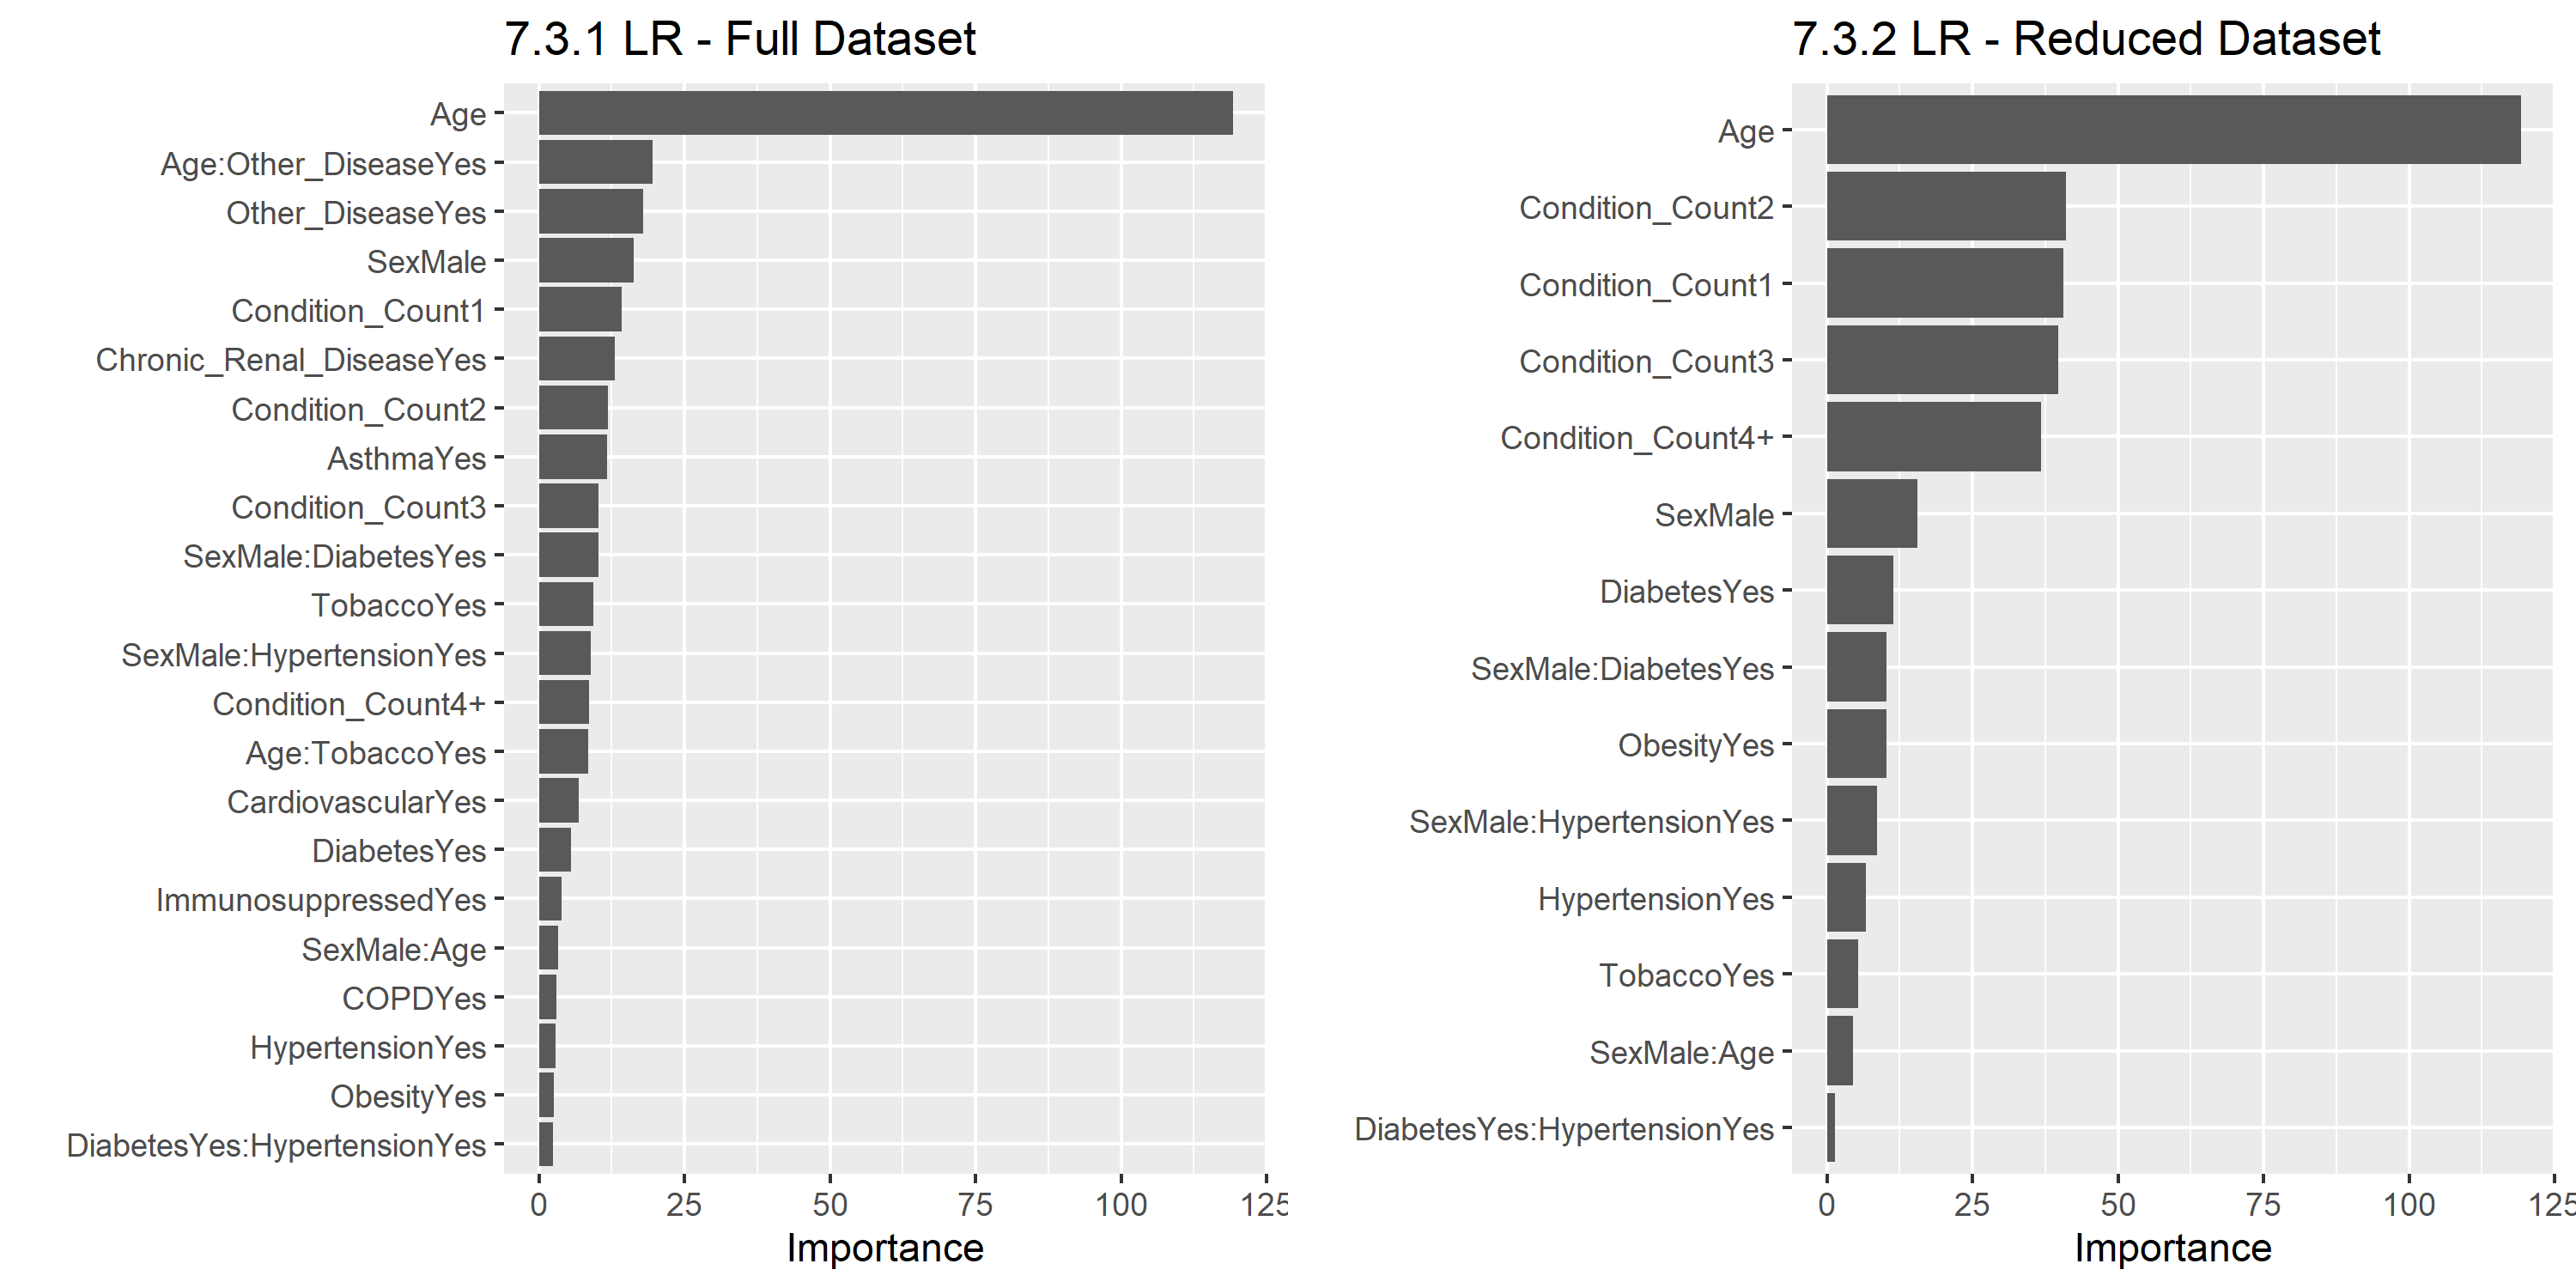 7.3.1 LR - Full Dataset
Age
Age:Other_DiseaseYes
Other_DiseaseYes
SexMale
Condition_Count1
Chronic_Renal_DiseaseYes
Condition_Count2
AsthmaYes
Condition_Count3
SexMale:DiabetesYes
TobaccoYes
SexMale:HypertensionYes
Condition_Count4+
Age:TobaccoYes
CardiovascularYes
DiabetesYes
ImmunosuppressedYes
SexMale:Age
COPDYes
HypertensionYes
ObesityYes
DiabetesYes:HypertensionYes
0 25 50 75 100 125
Importance
7.3.2 LR - Reduced Dataset
Age
Condition_Count2
Condition_Count1
Condition_Count3
Condition_Count4+
SexMale
DiabetesYes
SexMale:DiabetesYes
ObesityYes
SexMale:HypertensionYes
HypertensionYes
TobaccoYes
SexMale:Age
DiabetesYes:HypertensionYes
0 25 50 75 100 125
Importance